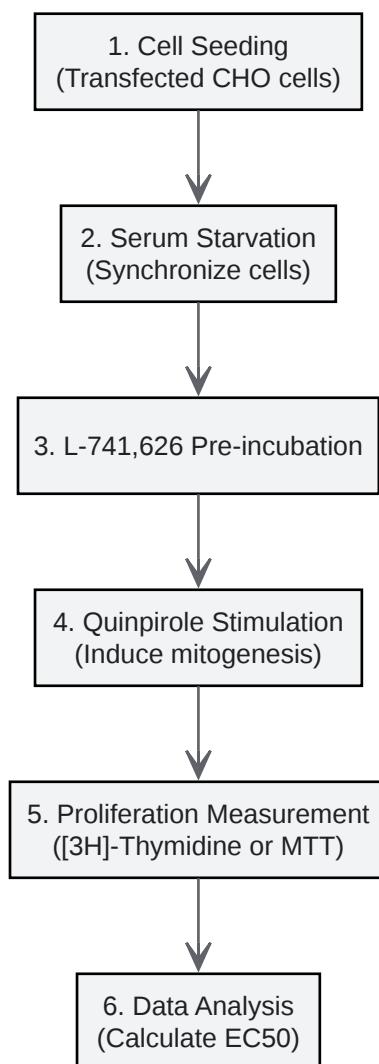 1. Cell Seeding
(Transfected CHO cells)
2. Serum Starvation
(Synchronize cells)
3. L-741,626 Pre-incubation
4. Quinpirole Stimulation
(Induce mitogenesis)
5. Proliferation Measurement
([3H]-Thymidine or MTT)
6. Data Analysis
(Calculate EC50)